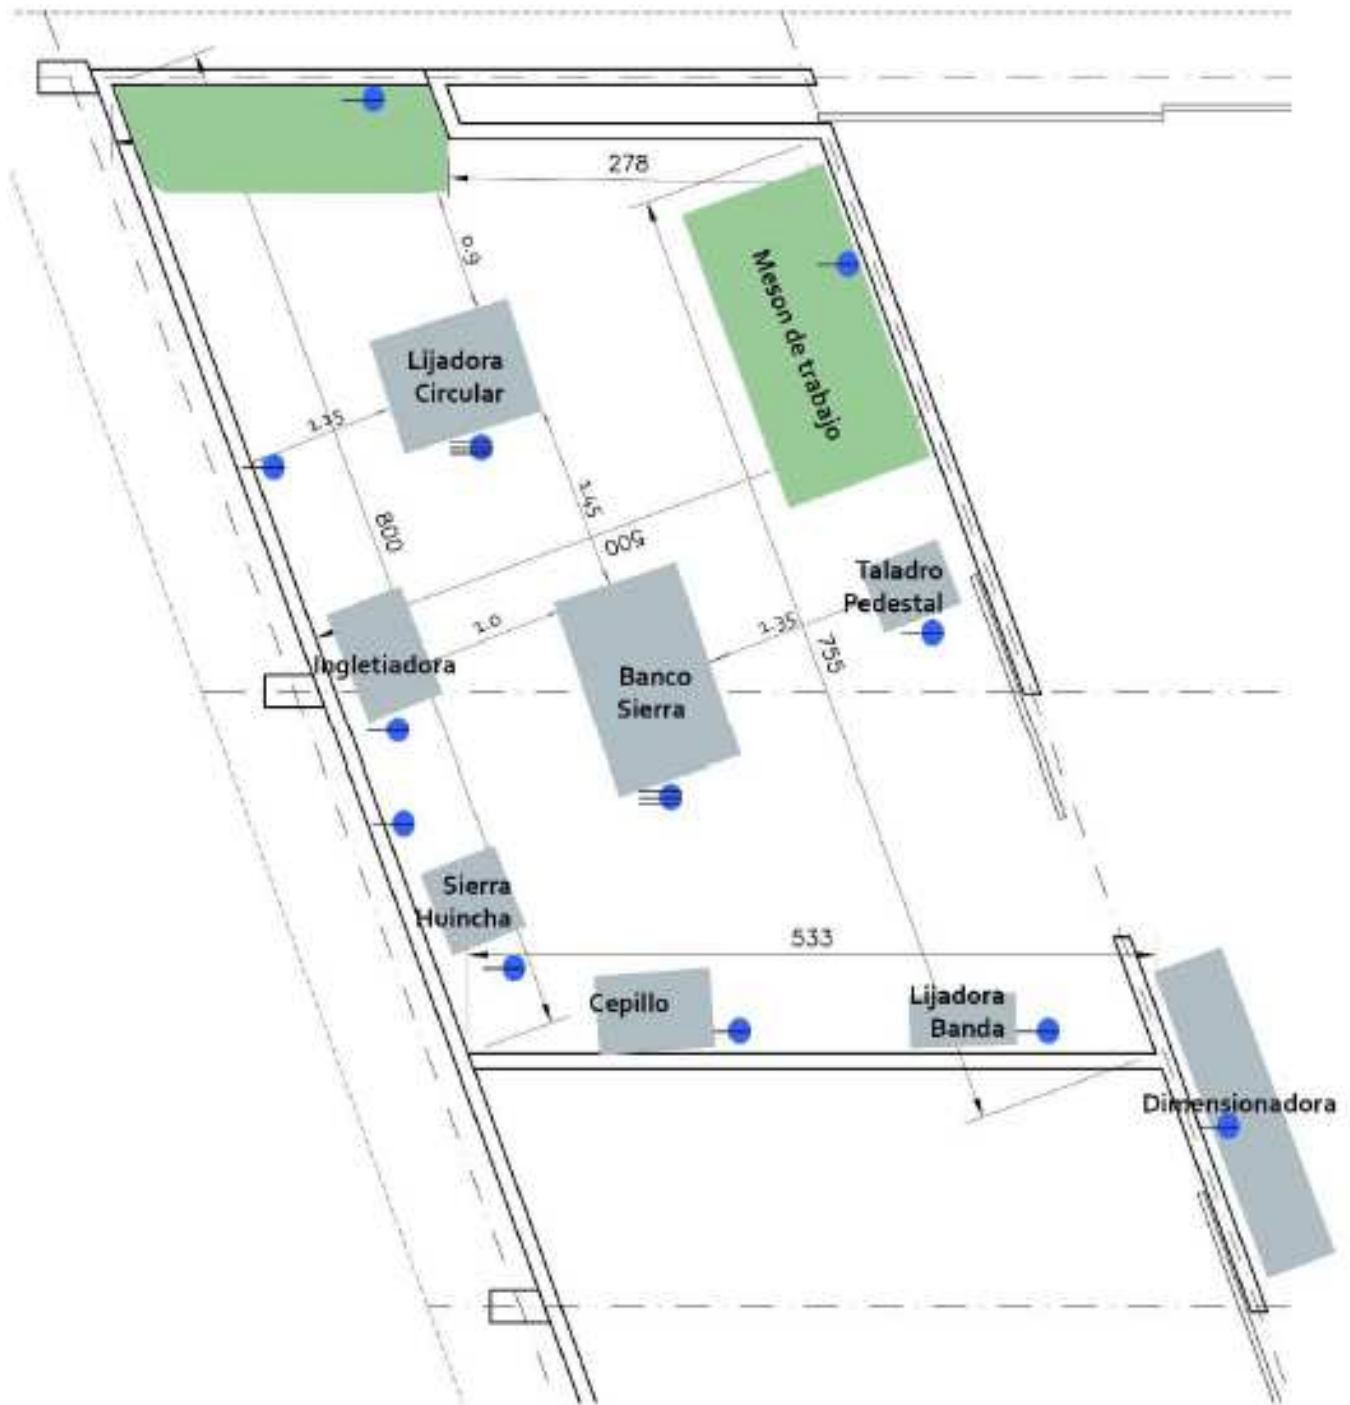 278
0.9
Meson de trabajo
Lijadora
Circular
1.35
1.45
800
500
Taladro
Pedestal
1.0
1.35
755
Ingletiadora
Banco
Sierra
Sierra
Huincha
533
Cepillo
Lijadora
Banda
Dimensionadora